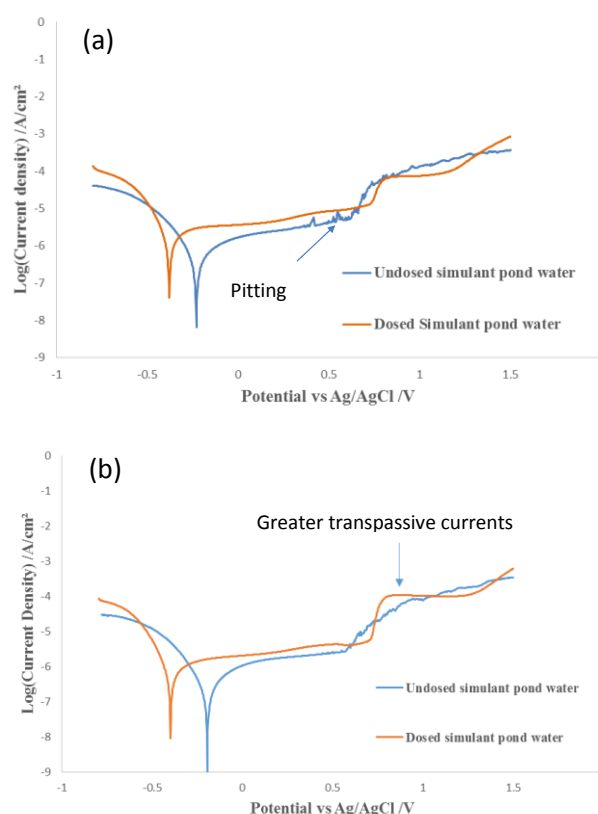 (a)
0
-1
-2
-3
-4
-5
-6
-7
-8
-9
Log(Current density) /A/cm²
Pitting
Undosed simulant pond water
Dosed Simulant pond water
-1 -0.5 0 0.5 1 1.5
Potential vs Ag/AgCl /V
(b)
0
-1
-2
-3
-4
-5
-6
-7
-8
-9
Log(Current Density) /A/cm²
Greater transpassive currents
Undosed simulant pond water
Dosed simulant pond water
-1 -0.5 0 0.5 1 1.5
Potential vs Ag/AgCl /V